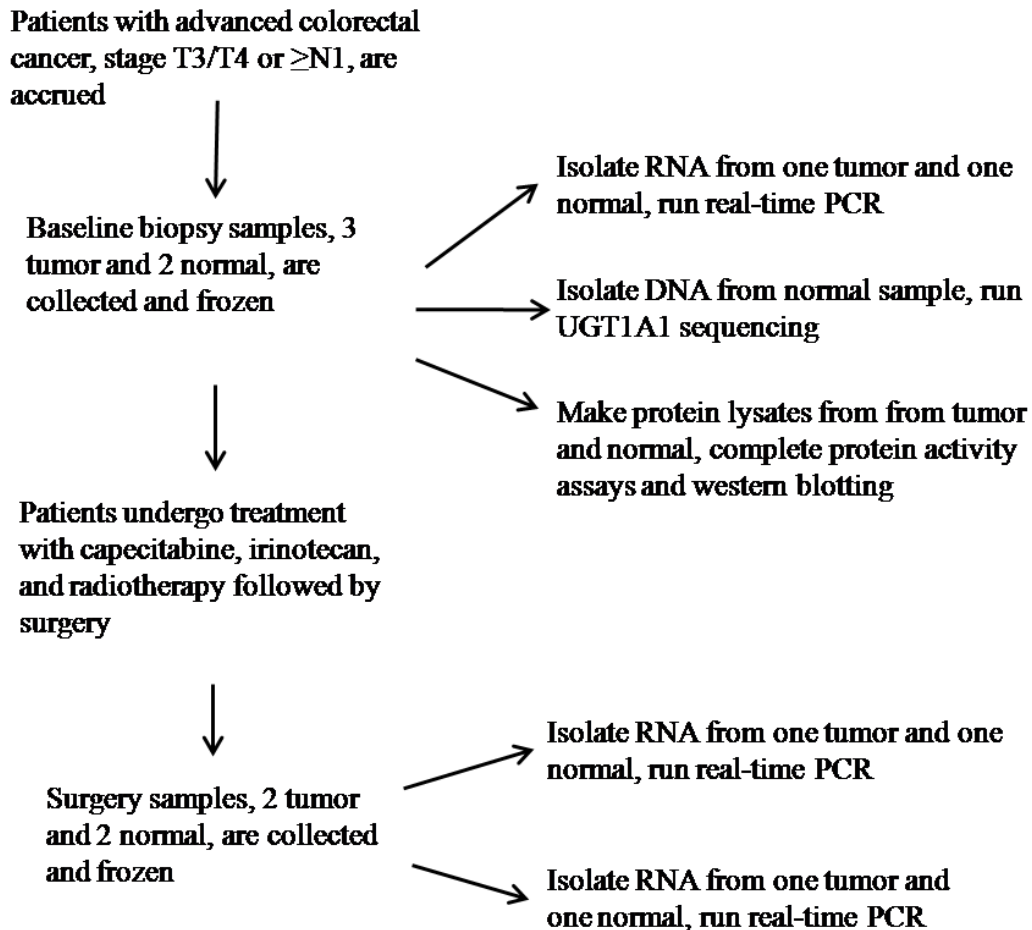 Patients with advanced colorectal
cancer, stage T3/T4 or ≥N1, are
accrued
Baseline biopsy samples, 3
tumor and 2 normal, are
collected and frozen
Isolate RNA from one tumor and one
normal, run real-time PCR
Isolate DNA from normal sample, run
UGT1A1 sequencing
Make protein lysates from from tumor
and normal, complete protein activity
assays and western blotting
Patients undergo treatment
with capecitabine, irinotecan,
and radiotherapy followed by
surgery
Surgery samples, 2 tumor
and 2 normal, are collected
and frozen
Isolate RNA from one tumor and one
normal, run real-time PCR
Isolate RNA from one tumor and
one normal, run real-time PCR